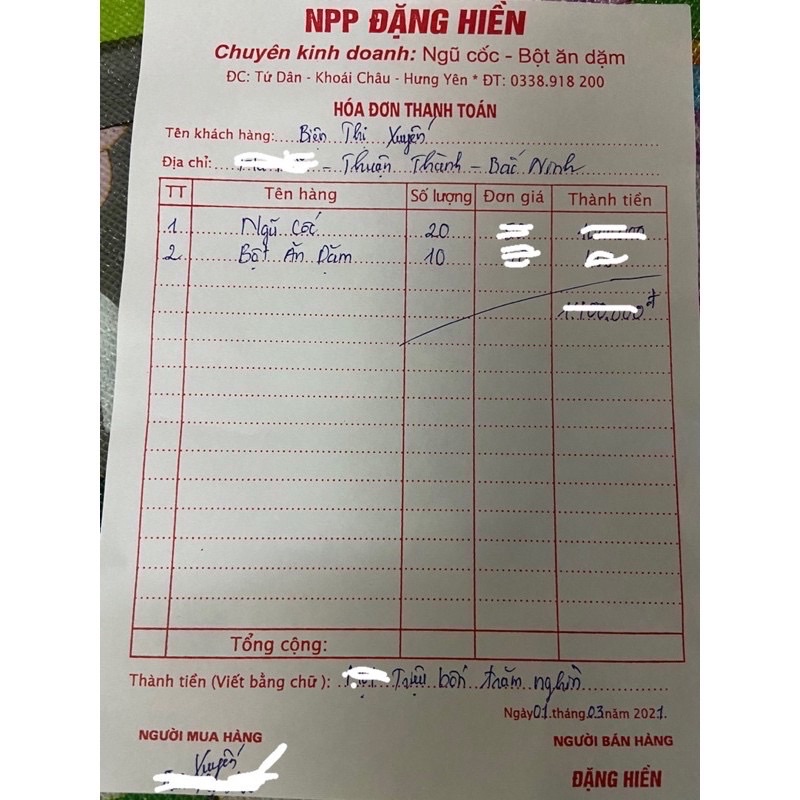 NPP ĐẶNG HIỀN
Chuyên kinh doanh: Ngũ cốc - Bột ăn dặm
ĐC: Tứ Dân - Khoái Châu - Hưng Yên * ĐT: 0338.918 200
HÓA ĐƠN THANH TOÁN
Tên khách hàng: Biện Thị Xuyến
Địa chỉ: - Thuận Thành - Bắc Ninh
TT Tên hàng Số lượng Đơn giá Thành tiền
1 Ngũ cốc 20
2 Bột Ăn Dặm 10
Tổng cộng:
Thành tiền (Viết bằng chữ): Triệu bốn trăm nghìn
Ngày 01 tháng 03 năm 2021.
NGƯỜI MUA HÀNG NGƯỜI BÁN HÀNG
Xuyến
ĐẶNG HIỀN